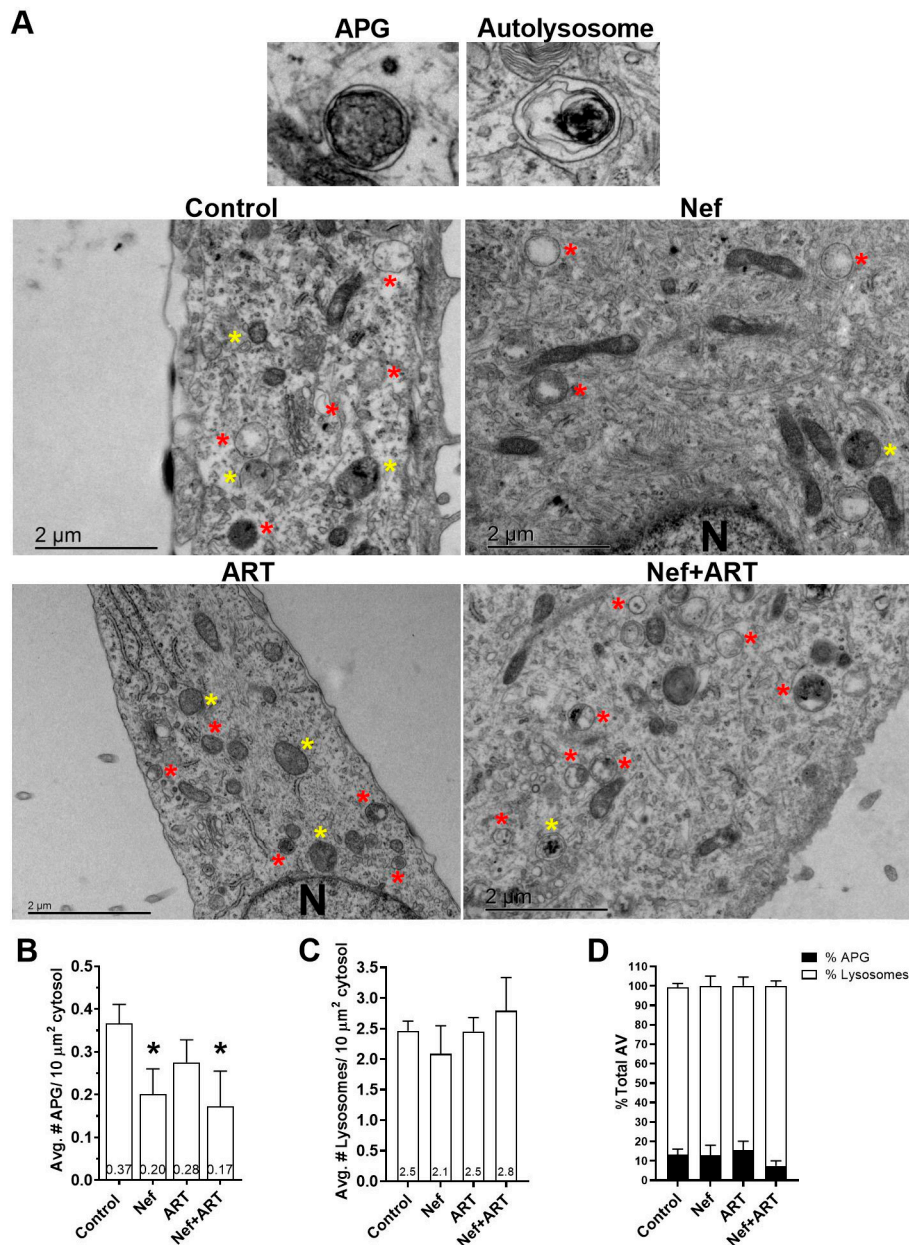 A
APG Autolysosome
Control Nef
2 µm
N
2 µm
ART Nef+ART
N
2 µm
2 µm
B
Avg. # APG/ 10 µm² cytosol
0.5
0.4
0.3
0.2
0.1
0.0
0.37 0.20 0.28 0.17
* *
Control Nef ART Nef+ART
C
Avg. # Lysosomes/ 10 µm² cytosol
3.5
3.0
2.5
2.0
1.5
1.0
0.5
0.0
2.5 2.1 2.5 2.8
Control Nef ART Nef+ART
D
% APG
% Lysosomes
% Total AV
110
100
90
80
70
60
50
40
30
20
10
0
Control Nef ART Nef+ART